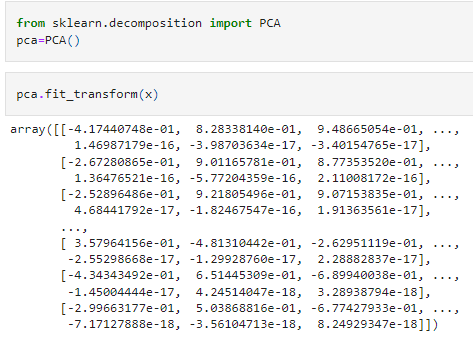 from sklearn.decomposition import PCA
pca=PCA()
pca.fit_transform(x)
array([[-4.17440748e-01,  8.28338140e-01,  9.48665054e-01, ...,
         1.46987179e-16, -3.98703634e-17, -3.40154765e-17],
       [-2.67280865e-01,  9.01165781e-01,  8.77353520e-01, ...,
         1.36476521e-16, -5.77204359e-16,  2.11008172e-16],
       [-2.52896486e-01,  9.21805496e-01,  9.07153835e-01, ...,
         4.68441792e-17, -1.82467547e-16,  1.91363561e-17],
       ...,
       [ 3.57964156e-01, -4.81310442e-01, -2.62951119e-01, ...,
        -2.55298668e-17, -1.29928760e-17,  2.28882837e-17],
       [-4.34343492e-01,  6.51445309e-01, -6.89940038e-01, ...,
        -1.45004444e-17,  4.24514047e-18,  3.28938794e-18],
       [-2.99663177e-01,  5.03868816e-01, -6.77427933e-01, ...,
        -7.17127888e-18, -3.56104713e-18,  8.24929347e-18]])